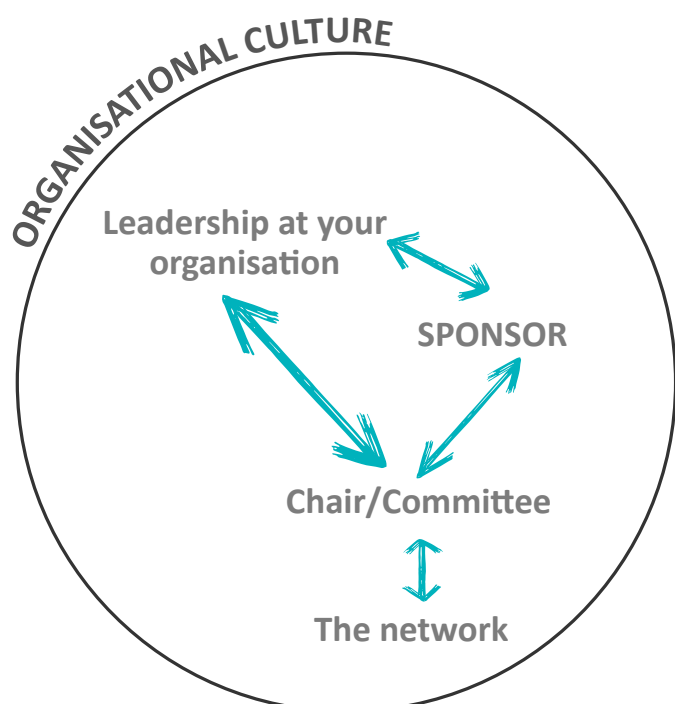 ORGANISATIONAL CULTURE
Leadership at your
organisation
SPONSOR
Chair/Committee
The network